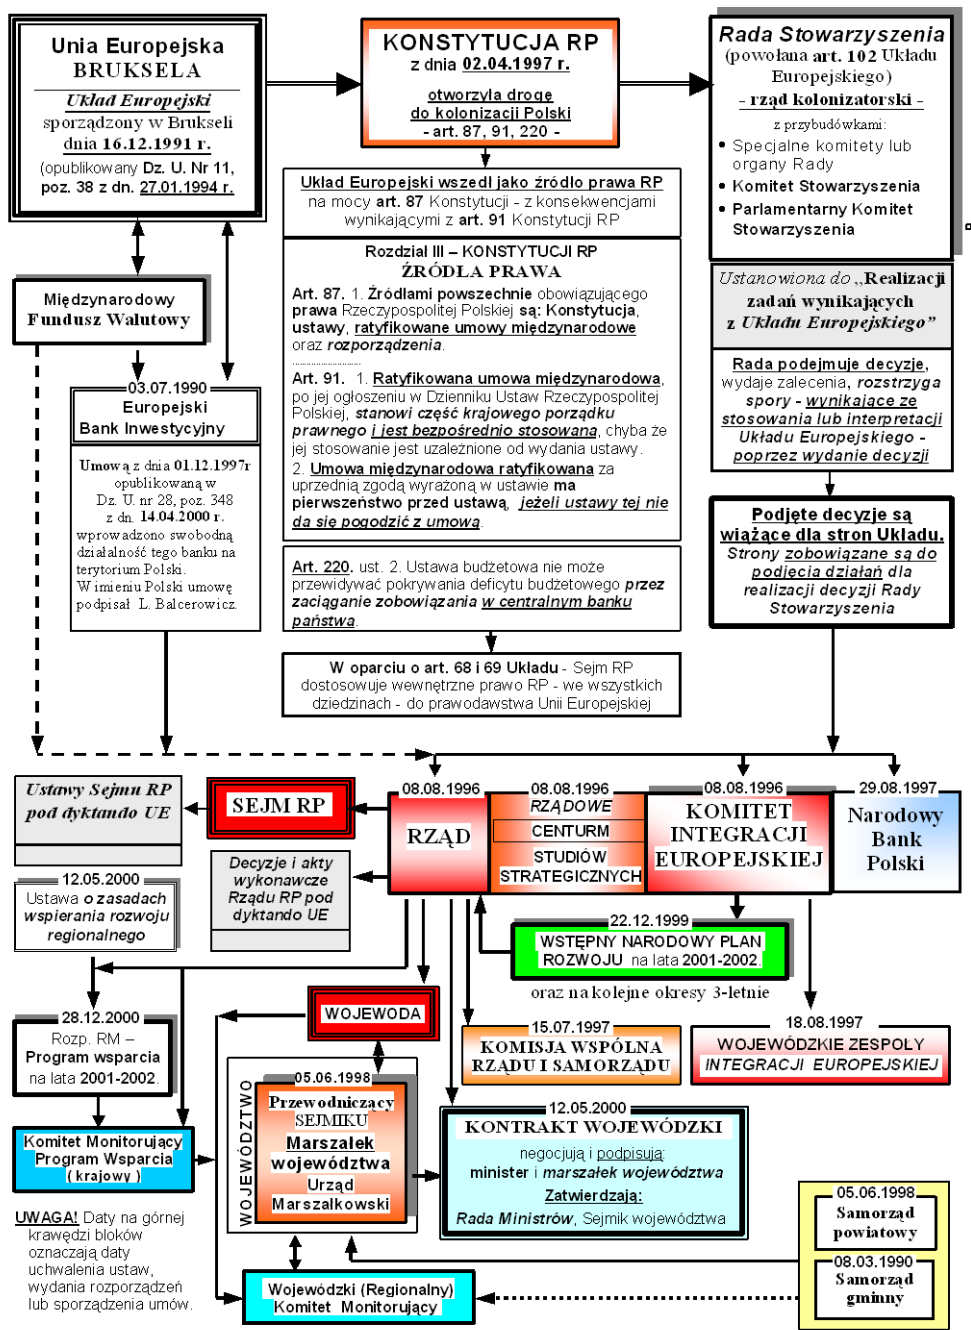 Unia Europejska
BRUKSELA
Układ Europejski
sporządzony w Brukseli
dnia 16.12.1991 r.
(opublikowany Dz. U. Nr 11,
poz. 38 z dn. 27.01.1994 r.
KONSTYTUCJA RP
z dnia 02.04.1997 r.
otworzyła drogę
do kolonizacji Polski
- art. 87, 91, 220 -
Rada Stowarzyszenia
(powołana art. 102 Układu
Europejskiego)
- rząd kolonizatorski -
z przybudówkami:
• Specjalne komitety lub
organy Rady
• Komitet Stowarzyszenia
• Parlamentarny Komitet
Stowarzyszenia
Układ Europejski wszedł jako źródło prawa RP
na mocy art. 87 Konstytucji - z konsekwencjami
wynikającymi z art. 91 Konstytucji RP
Rozdział III – KONSTYTUCJI RP
ŹRÓDŁA PRAWA
Art. 87. 1. Źródłami powszechnie obowiązującego
prawa Rzeczypospolitej Polskiej są: Konstytucja,
ustawy, ratyfikowane umowy międzynarodowe
oraz rozporządzenia.
..............................
Art. 91. 1. Ratyfikowana umowa międzynarodowa,
po jej ogłoszeniu w Dzienniku Ustaw Rzeczypospolitej
Polskiej, stanowi część krajowego porządku
prawnego i jest bezpośrednio stosowana, chyba że
jej stosowanie jest uzależnione od wydania ustawy.
2. Umowa międzynarodowa ratyfikowana za
uprzednią zgodą wyrażoną w ustawie ma
pierwszeństwo przed ustawą, jeżeli ustawy tej nie
da się pogodzić z umową.
Art. 220. ust. 2. Ustawa budżetowa nie może
przewidywać pokrywania deficytu budżetowego przez
zaciąganie zobowiązania w centralnym banku
państwa.
W oparciu o art. 68 i 69 Układu - Sejm RP
dostosowuje wewnętrzne prawo RP - we wszystkich
dziedzinach - do prawodawstwa Unii Europejskiej
Międzynarodowy
Fundusz Walutowy
03.07.1990
Europejski
Bank Inwestycyjny
Umową z dnia 01.12.1997r
opublikowaną w
Dz. U. nr 28, poz. 348
z dn. 14.04.2000 r.
wprowadzono swobodną
działalność tego banku na
terytorium Polski.
W imieniu Polski umowę
podpisał L. Balcerowicz.
Ustanowiona do „Realizacji
zadań wynikających
z Układu Europejskiego”
Rada podejmuje decyzje,
wydaje zalecenia, rozstrzyga
spory - wynikające ze
stosowania lub interpretacji
Układu Europejskiego -
poprzez wydanie decyzji
Podjęte decyzje są
wiążące dla stron Układu.
Strony zobowiązane są do
podjęcia działań dla
realizacji decyzji Rady
Stowarzyszenia
Ustawy Sejmu RP
pod dyktando UE
SEJM RP
08.08.1996
RZĄD
08.08.1996
RZĄDOWE
CENTURM
STUDIÓW
STRATEGICZNYCH
08.08.1996
KOMITET
INTEGRACJI
EUROPEJSKIEJ
29.08.1997
Narodowy
Bank
Polski
Decyzje i akty
wykonawcze
Rządu RP pod
dyktando UE
12.05.2000
Ustawa o zasadach
wspierania rozwoju
regionalnego
22.12.1999
WSTĘPNY NARODOWY PLAN
ROZWOJU na lata 2001-2002.
oraz na kolejne okresy 3-letnie
28.12.2000
Rozp. RM –
Program wsparcia
na lata 2001-2002.
WOJEWODA
15.07.1997
KOMISJA WSPÓLNA
RZĄDU I SAMORZĄDU
18.08.1997
WOJEWÓDZKIE ZESPOŁY
INTEGRACJI EUROPEJSKIEJ
WOJEWÓDZTWO
05.06.1998
Przewodniczący
SEJMIKU
Marszałek
województwa
Urząd
Marszałkowski
12.05.2000
KONTRAKT WOJEWÓDZKI
negocjują i podpisują:
minister i marszałek województwa
Zatwierdzają:
Rada Ministrów, Sejmik województwa
Komitet Monitorujący
Program Wsparcia
( krajowy )
UWAGA! Daty na górnej
krawędzi bloków
oznaczają daty
uchwalenia ustaw,
wydania rozporządzeń
lub sporządzenia umów.
Wojewódzki (Regionalny)
Komitet Monitorujący
05.06.1998
Samorząd
powiatowy
08.03.1990
Samorząd
gminny